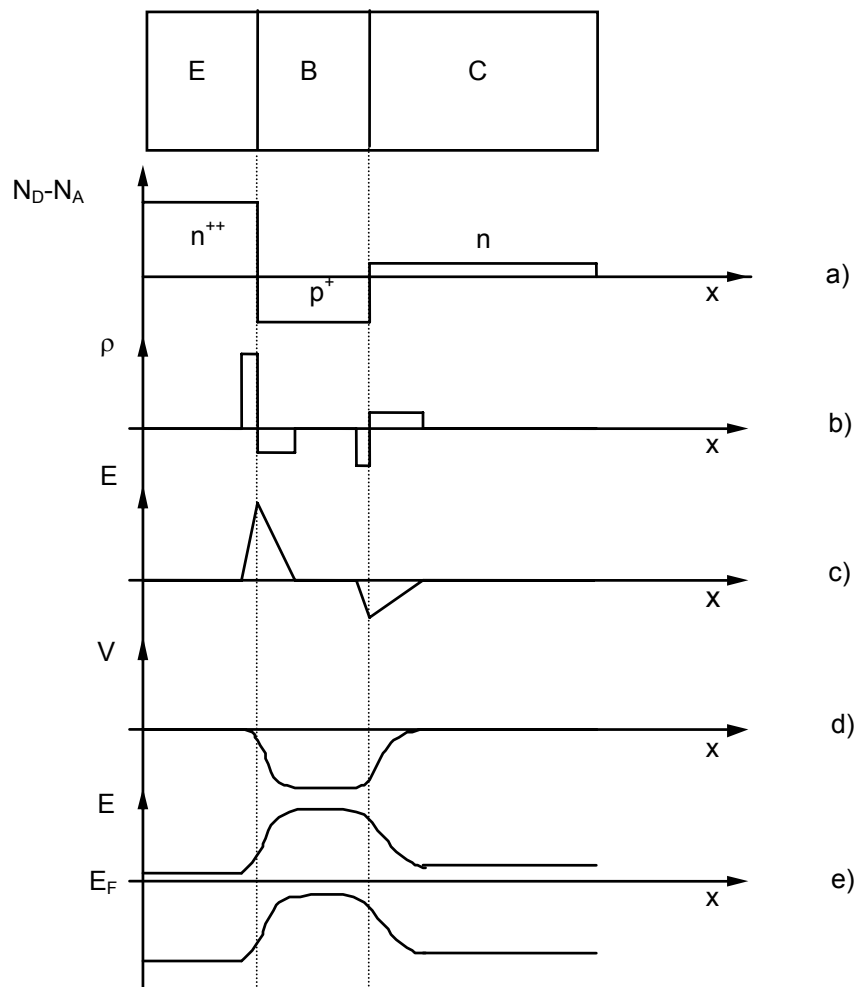 E B C
N_D-N_A
n^++ n
p^+
x a)
ρ
x b)
E
x c)
V
x d)
E
E_F
x e)